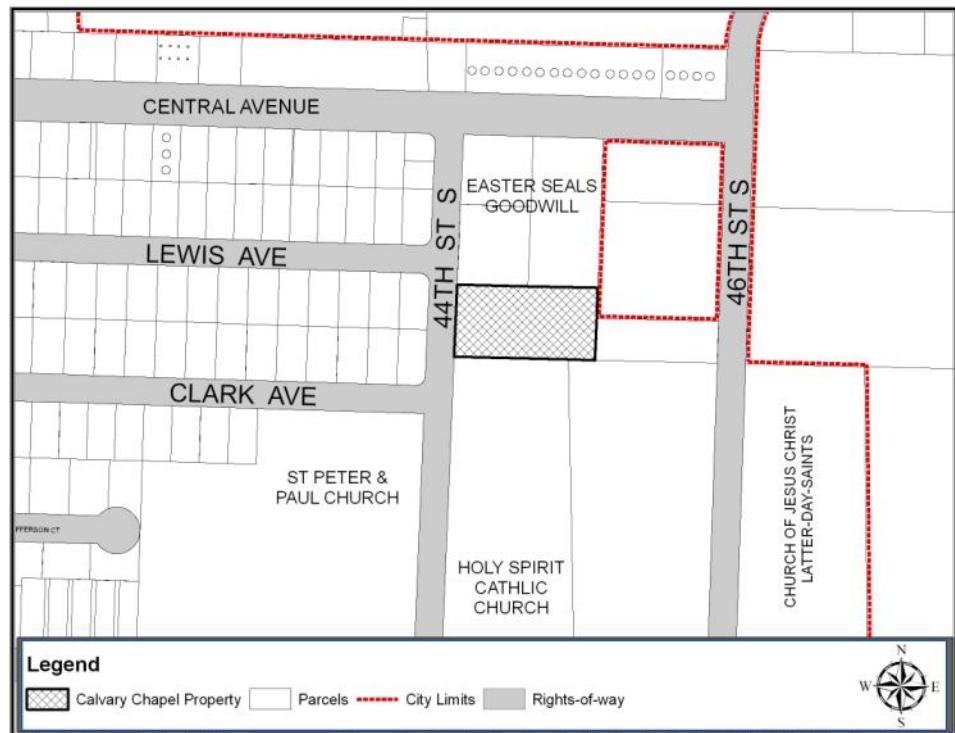 CENTRAL AVENUE
EASTER SEALS
GOODWILL
44TH ST S
46TH ST S
LEWIS AVE
CLARK AVE
ST PETER &
PAUL CHURCH
CHURCH OF JESUS CHRIST
LATTER-DAY-SAINTS
FFERSON CT
HOLY SPIRIT
CATHLIC
CHURCH
Legend
Calvary Chapel Property
Parcels
City Limits
Rights-of-way
N
W E
S